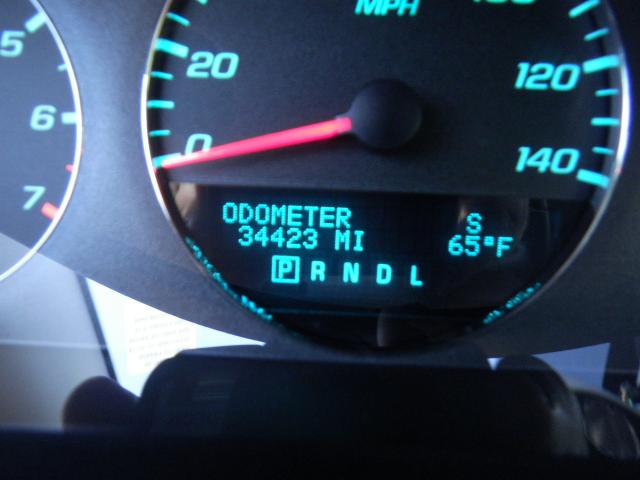 MPH
5
6
7
0
20
120
140
ODOMETER
34423 MI
S
65°F
P R N D L